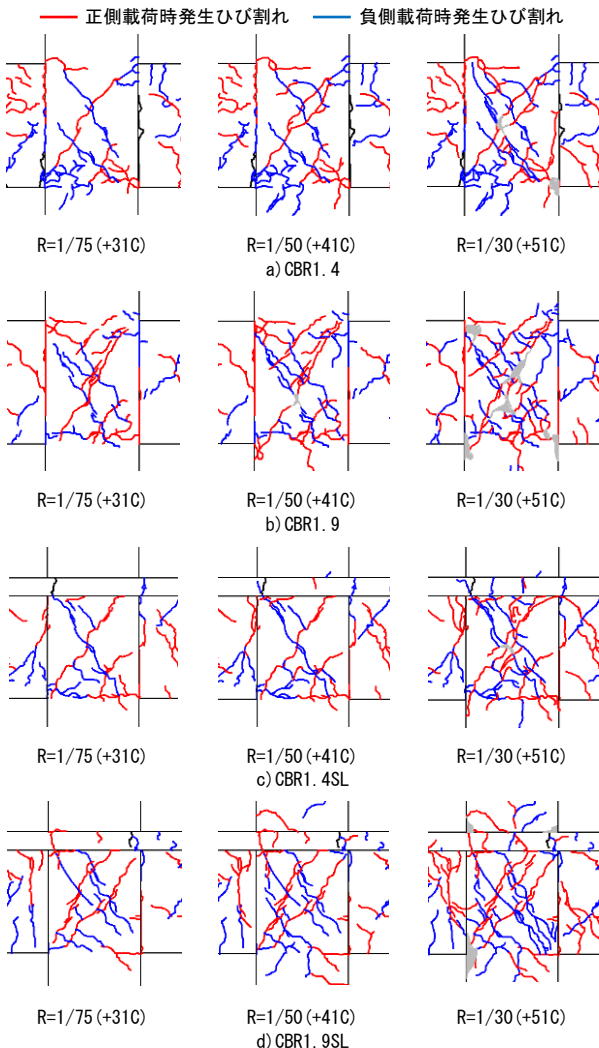 正側載荷時発生ひび割れ 負側載荷時発生ひび割れ
R=1/75(+31C) R=1/50(+41C) R=1/30(+51C)
a)CBR1.4
R=1/75(+31C) R=1/50(+41C) R=1/30(+51C)
b)CBR1.9
R=1/75(+31C) R=1/50(+41C) R=1/30(+51C)
c)CBR1.4SL
R=1/75(+31C) R=1/50(+41C) R=1/30(+51C)
d)CBR1.9SL